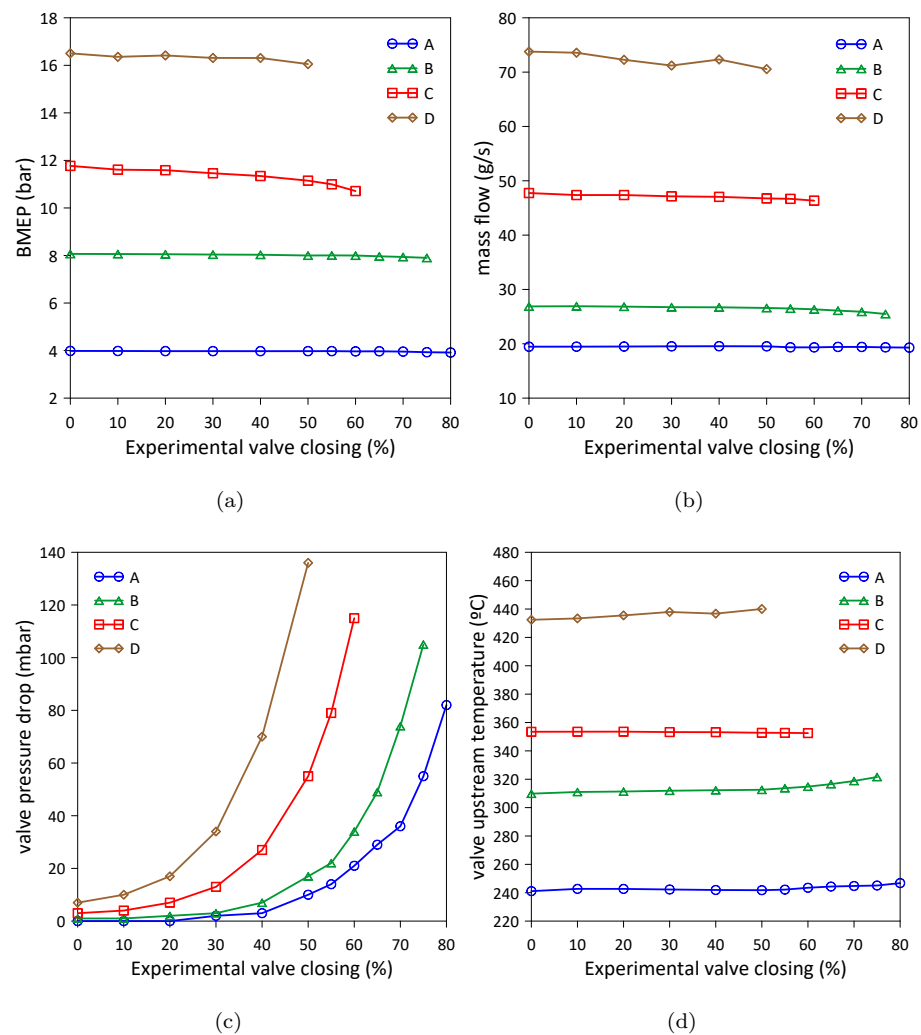 18
16
14
12
10
8
6
4
2
BMEP (bar)
0 10 20 30 40 50 60 70 80
Experimental valve closing (%)
A
B
C
D
(a)
80
70
60
50
40
30
20
10
mass flow (g/s)
0 10 20 30 40 50 60 70 80
Experimental valve closing (%)
A
B
C
D
(b)
140
120
100
80
60
40
20
0
valve pressure drop (mbar)
0 10 20 30 40 50 60 70 80
Experimental valve closing (%)
A
B
C
D
(c)
480
460
440
420
400
380
360
340
320
300
280
260
240
220
valve upstream temperature (ºC)
0 10 20 30 40 50 60 70 80
Experimental valve closing (%)
A
B
C
D
(d)